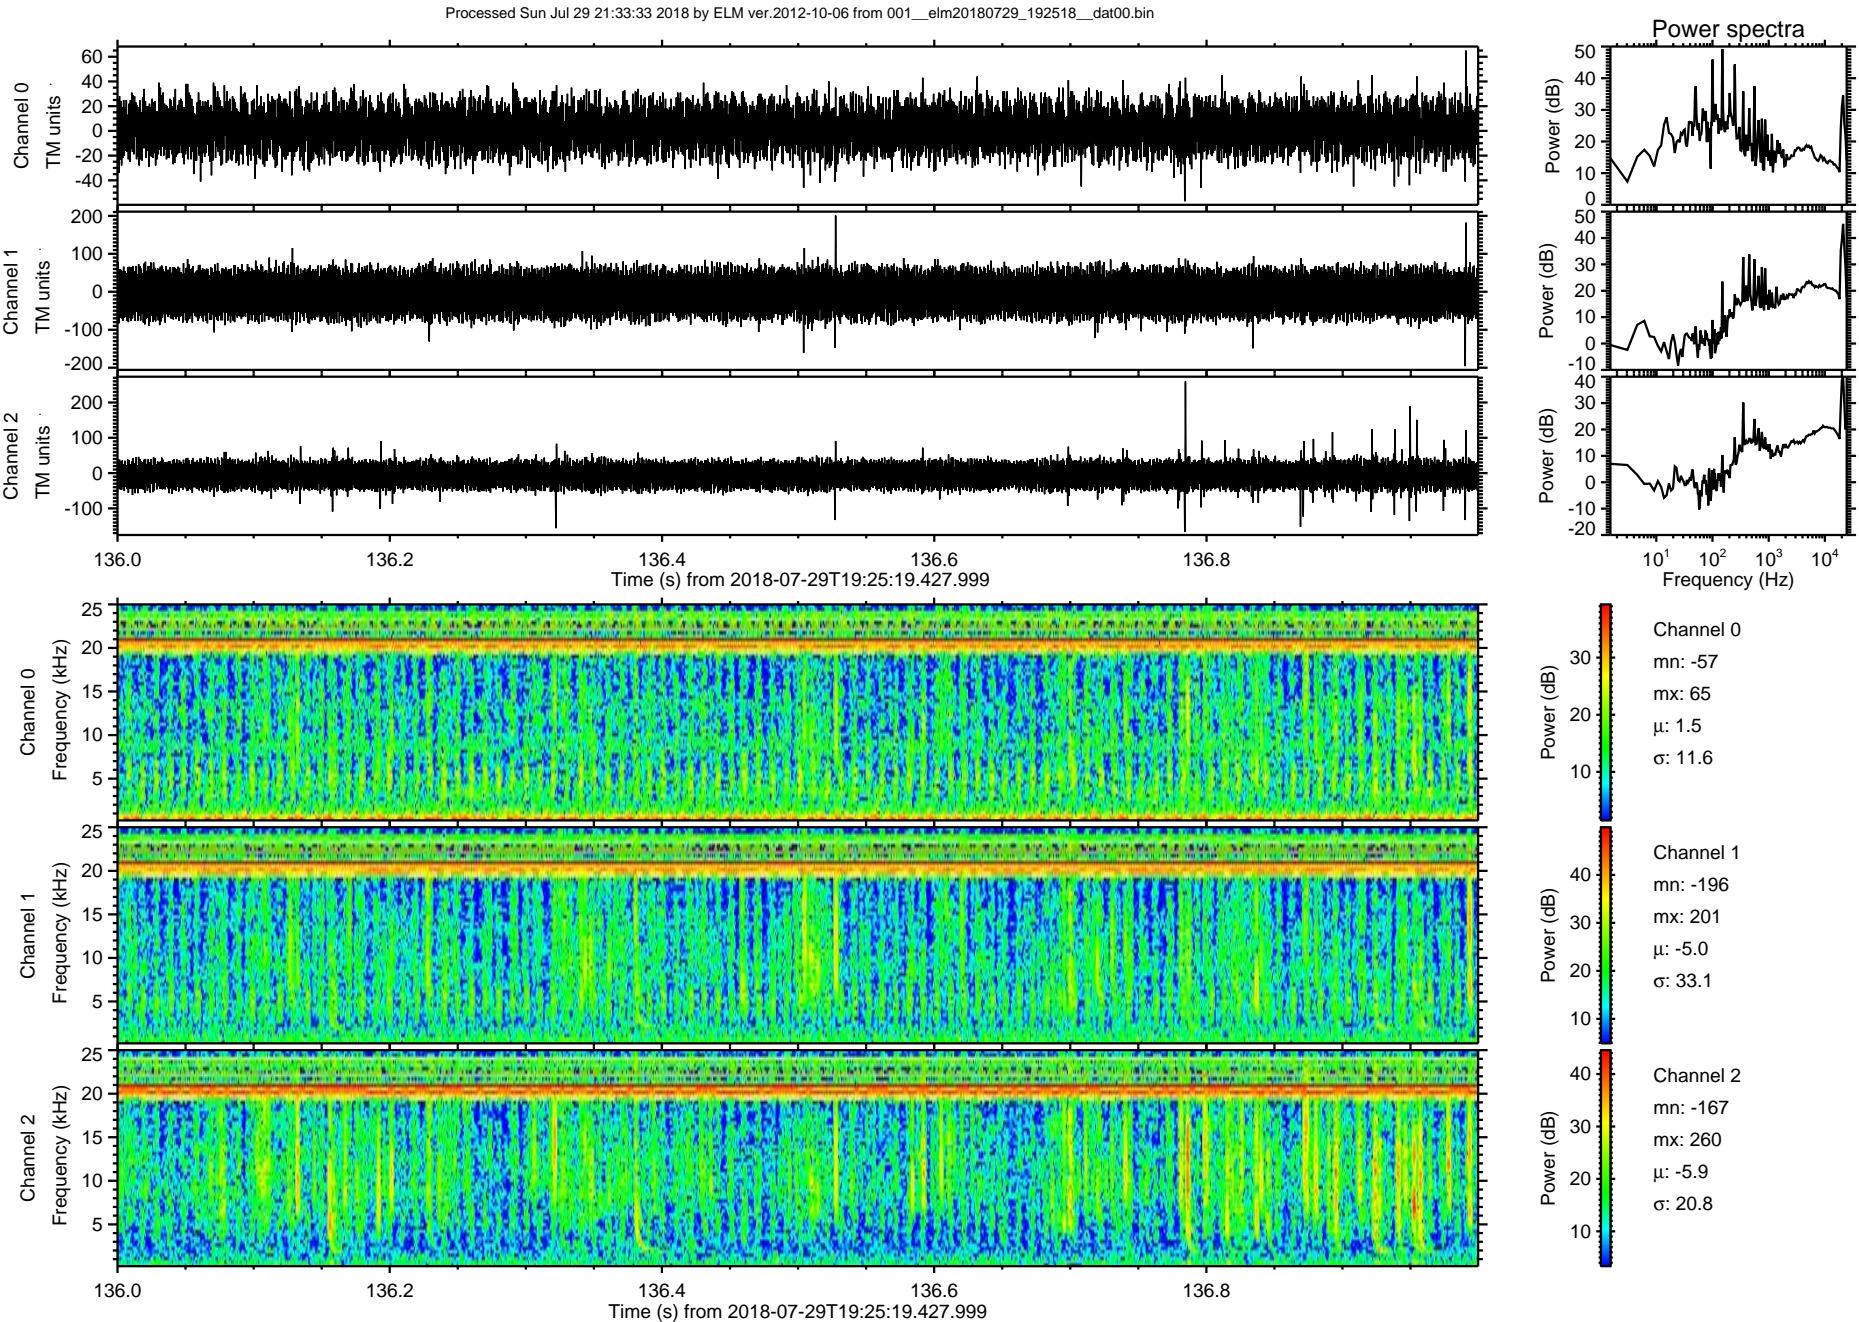 Processed Sun Jul 29 21:33:33 2018 by ELM ver.2012-10-06 from 001__elm20180729_192518__dat00.bin
Power spectra
Channel 0
TM units
60
40
20
0
-20
-40
Power (dB)
50
40
30
20
10
0
Channel 1
TM units
200
100
0
-100
-200
Power (dB)
50
40
30
20
10
0
-10
Channel 2
TM units
200
100
0
-100
Power (dB)
40
30
20
10
0
-10
-20
136.0 136.2 136.4 136.6 136.8
Time (s) from 2018-07-29T19:25:19.427.999
10¹ 10² 10³ 10⁴
Frequency (Hz)
Channel 0
Frequency (kHz)
25
20
15
10
5
Power (dB)
30
20
10
Channel 0
mn: -57
mx: 65
μ: 1.5
σ: 11.6
Channel 1
Frequency (kHz)
25
20
15
10
5
Power (dB)
40
30
20
10
Channel 1
mn: -196
mx: 201
μ: -5.0
σ: 33.1
Channel 2
Frequency (kHz)
25
20
15
10
5
Power (dB)
40
30
20
10
Channel 2
mn: -167
mx: 260
μ: -5.9
σ: 20.8
136.0 136.2 136.4 136.6 136.8
Time (s) from 2018-07-29T19:25:19.427.999